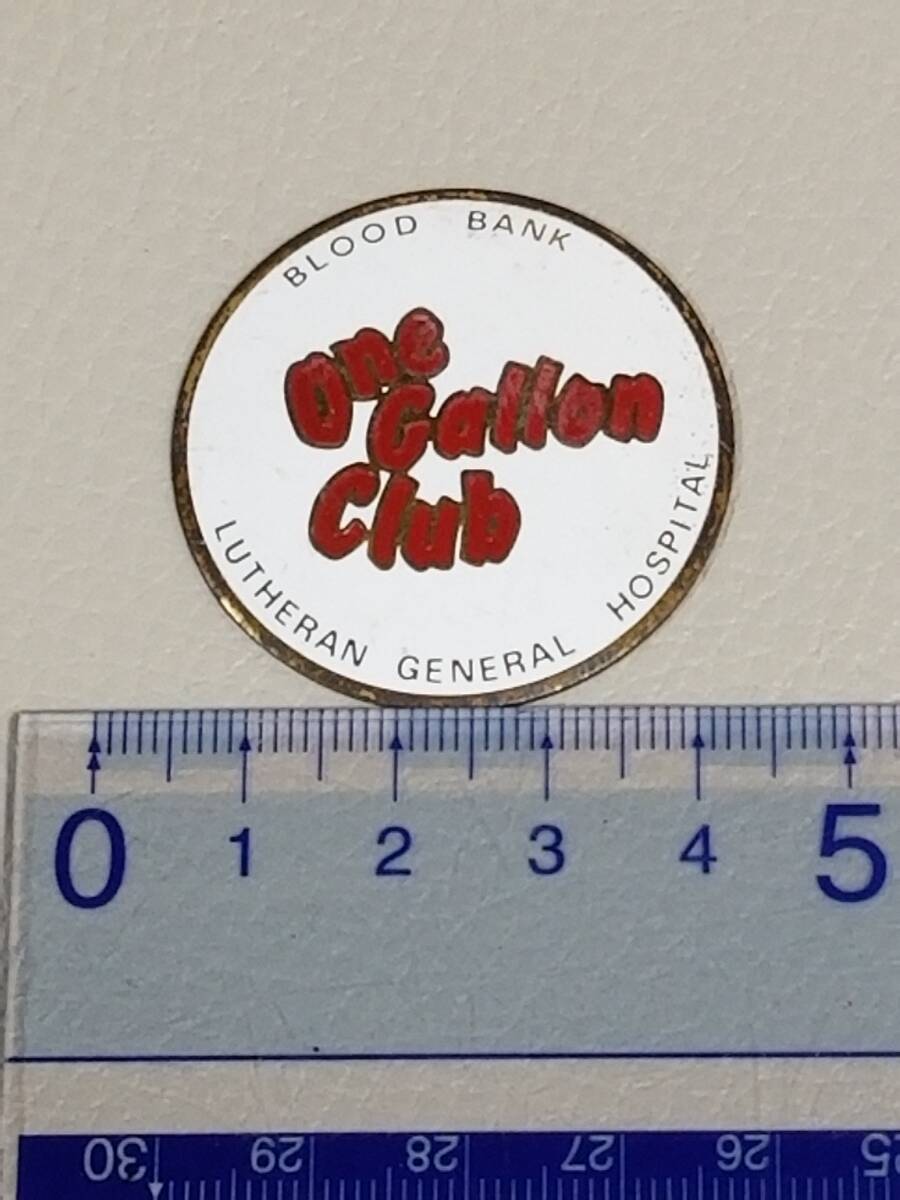 BLOOD BANK
One
Gallon
Club
LUTHERAN GENERAL HOSPITAL
0 1 2 3 4 5
30 29 28 27 26 25